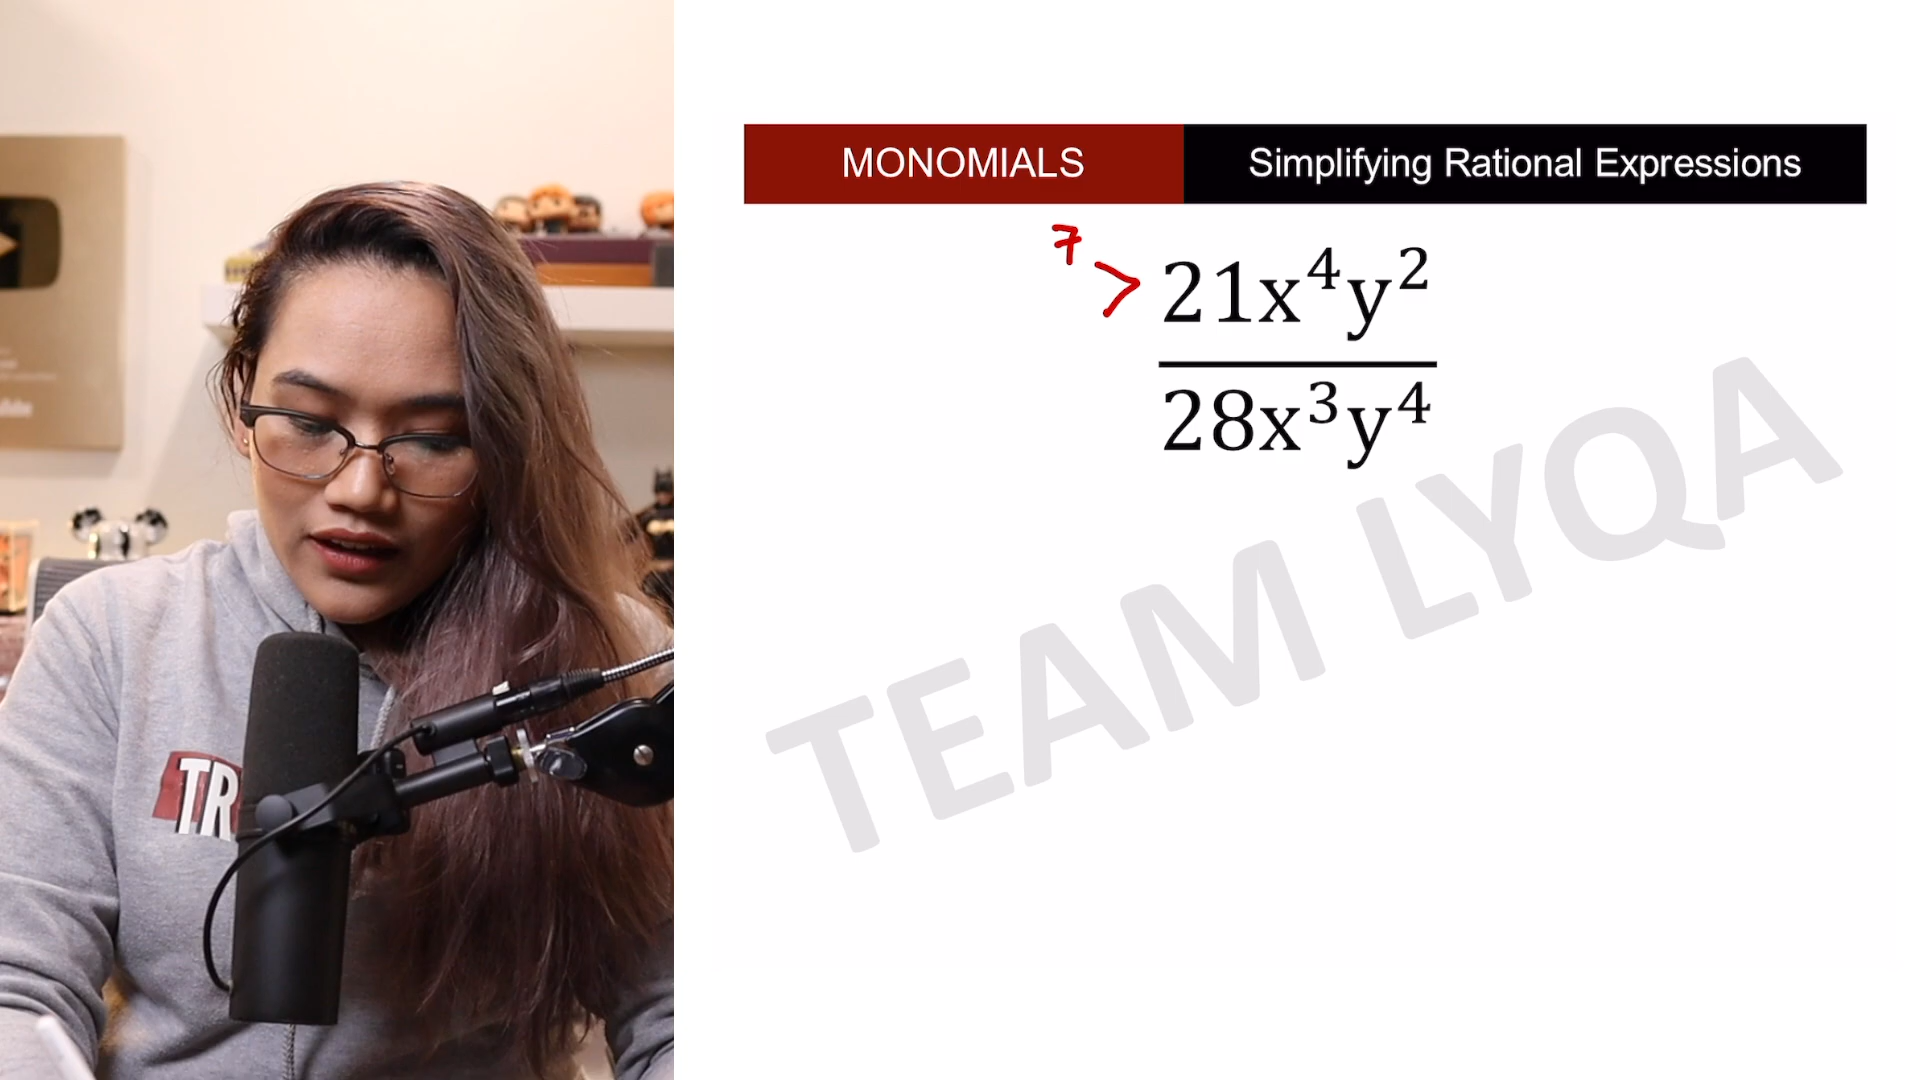 MONOMIALS Simplifying Rational Expressions
7 > 21x⁴y²
28x³y⁴
TEAM LYQA
TR